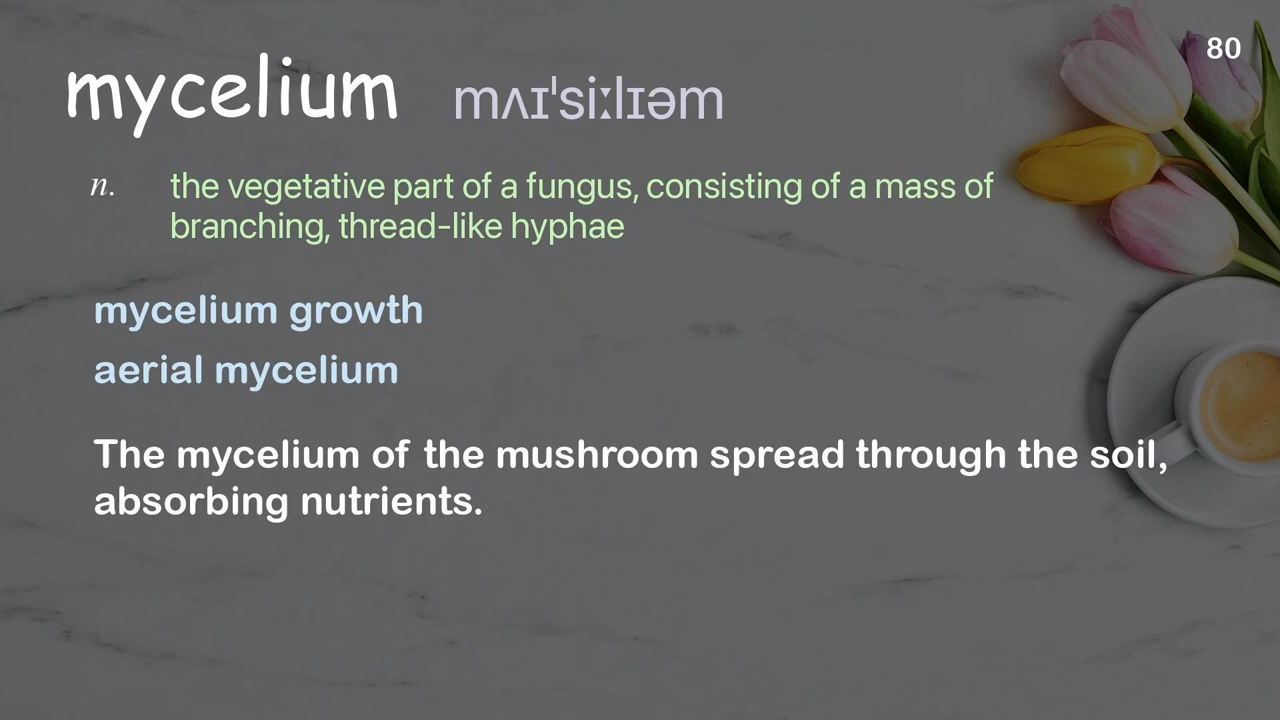 80
mycelium mʌɪˈsiːlɪəm
n. the vegetative part of a fungus, consisting of a mass of
branching, thread-like hyphae
mycelium growth
aerial mycelium
The mycelium of the mushroom spread through the soil,
absorbing nutrients.